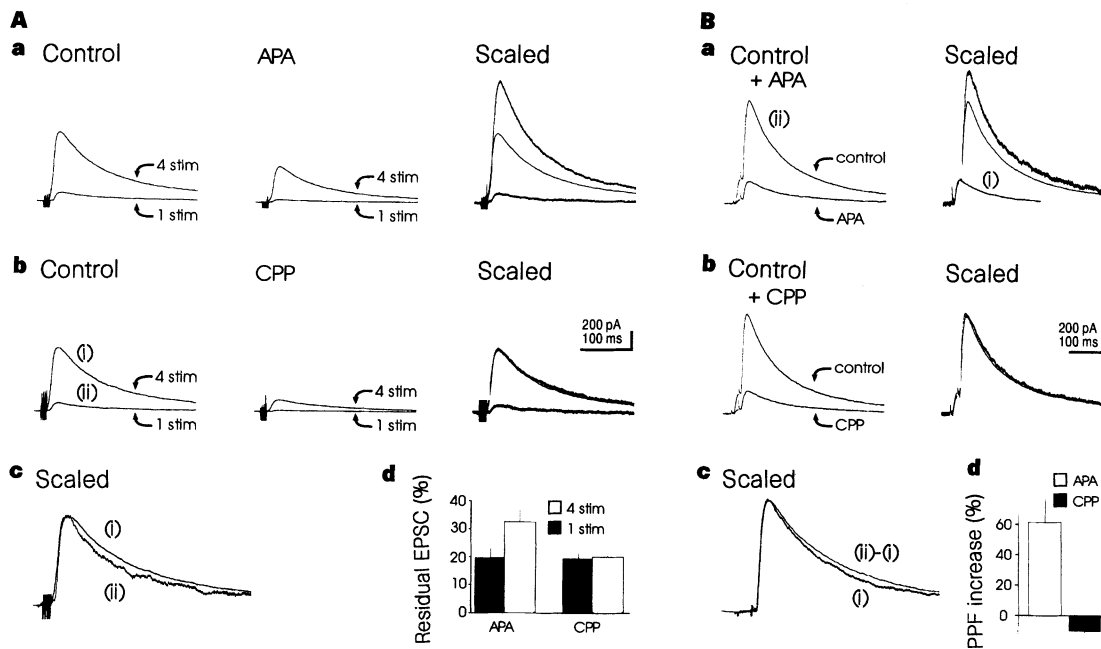 A
a Control APA Scaled
4 stim
1 stim
4 stim
1 stim
b Control CPP Scaled
(i)
(ii)
4 stim
1 stim
4 stim
1 stim
200 pA
100 ms
c Scaled
(i)
(ii)
d
Residual EPSC (%)
40
30
20
10
0
4 stim
1 stim
APA CPP
B
a Control
+ APA
Scaled
(ii)
control
APA
(i)
b Control
+ CPP
Scaled
control
CPP
200 pA
100 ms
c Scaled
(ii)-(i)
(i)
d
APA
CPP
PPF increase (%)
60
40
20
0